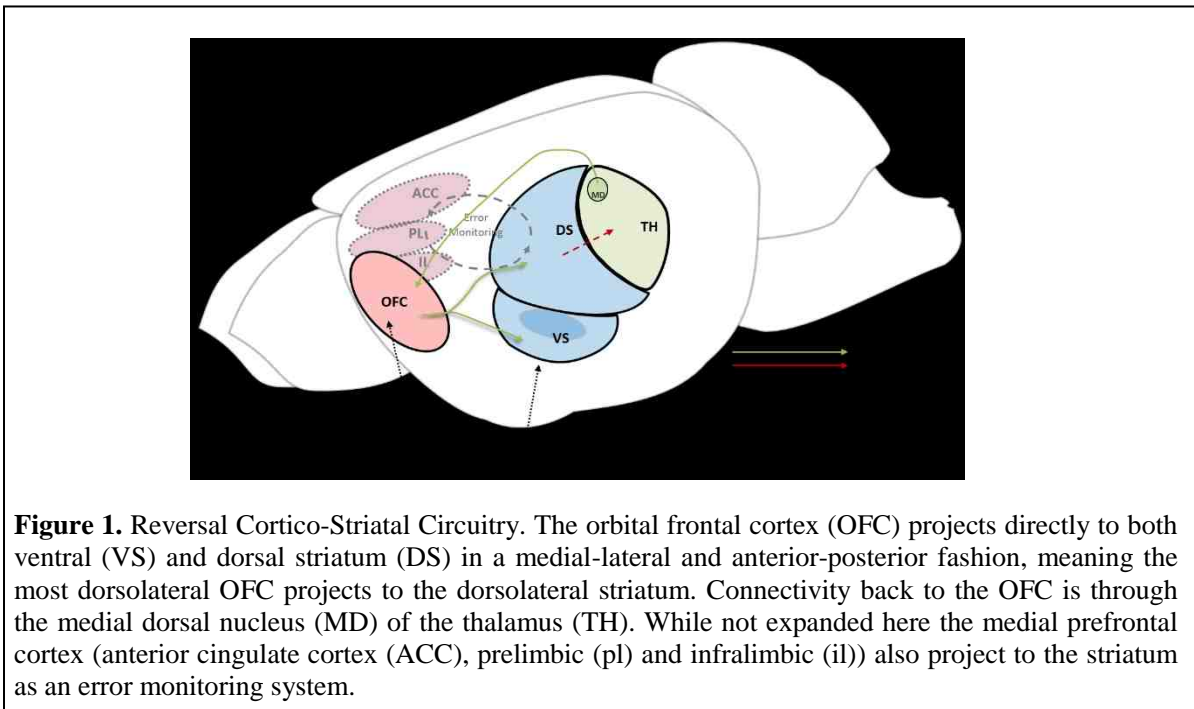 ACC
Error
PL
Monitoring
IL
OFC
MD
DS
TH
VS
Figure 1. Reversal Cortico-Striatal Circuitry. The orbital frontal cortex (OFC) projects directly to both
ventral (VS) and dorsal striatum (DS) in a medial-lateral and anterior-posterior fashion, meaning the
most dorsolateral OFC projects to the dorsolateral striatum. Connectivity back to the OFC is through
the medial dorsal nucleus (MD) of the thalamus (TH). While not expanded here the medial prefrontal
cortex (anterior cingulate cortex (ACC), prelimbic (pl) and infralimbic (il)) also project to the striatum
as an error monitoring system.